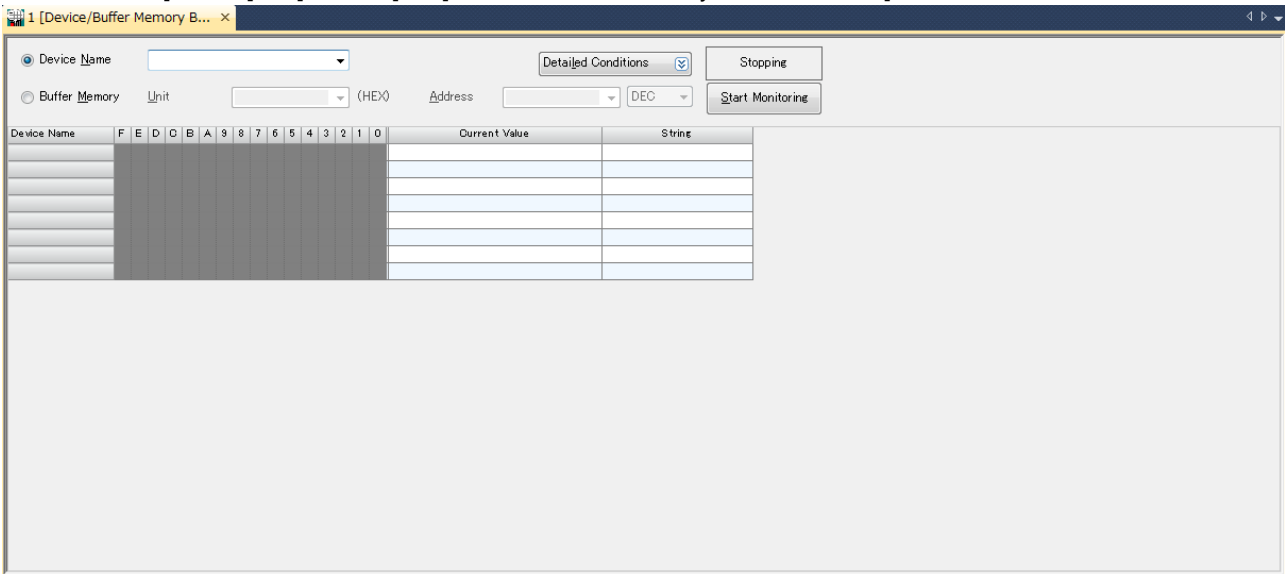 1 [Device/Buffer Memory B... ×
Device Name
Detailed Conditions
Stopping
Buffer Memory Unit (HEX) Address DEC
Start Monitoring
Device Name F E D C B A 9 8 7 6 5 4 3 2 1 0 Current Value String